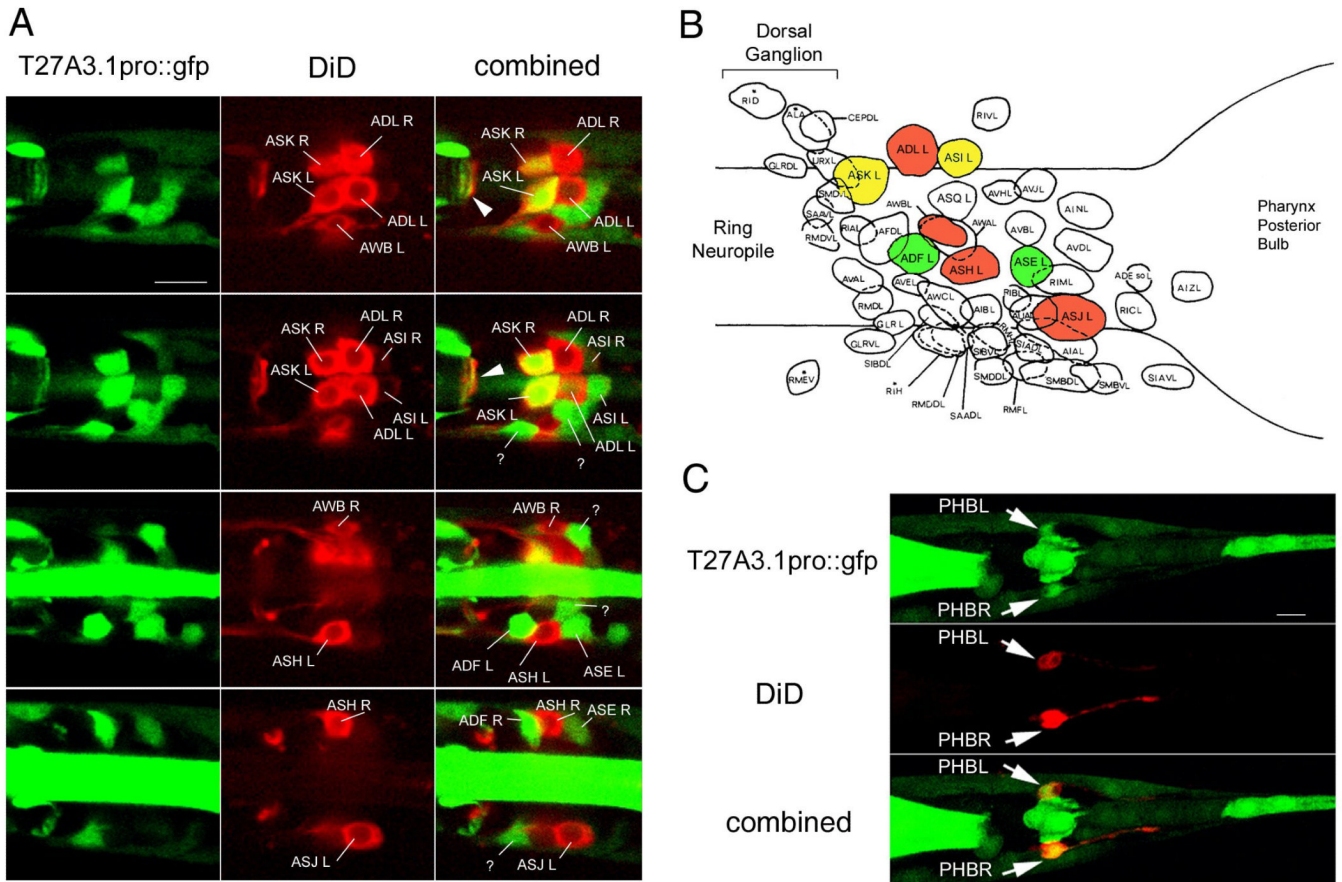 A
T27A3.1pro::gfp
DiD
combined
ASK R
ADL R
ASK L
ADL L
AWB L
ASK R
ADL R
ASK L
ADL L
AWB L
ASK R
ADL R
ASI R
ASK L
ASI L
ADL L
ASK R
ADL R
ASI R
ASK L
ASI L
ADL L
?
?
AWB R
ASH L
AWB R
?
?
ADF L
ASH L
ASE L
ASH R
ASJ L
ADF R
ASH R
ASE R
?
ASJ L
B
Dorsal
Ganglion
RID
*
ALA
*
CEPDL
RIVL
GLRDL
URXL
ADL L
ASI L
ASK L
SMDVL
SAAVL
RMDVL
RIAL
AFDL
AWBL
ASQ L
AWAL
AVHL
AVJL
AINL
AVBL
AVDL
Ring
Neuropile
Pharynx
Posterior
Bulb
ADF L
ASH L
ASE L
RIML
ADE so L
AIZL
AVAL
AVEL
AWCL
AIBL
RIBL
RMDL
GLR L
GLRVL
ASJ L
RICL
AIAL
SIBDL
SIBVL
SIADL
SMDDL
SMBDL
SMBVL
SIAVL
RMEV
*
RIH
*
RMDDL
SAADL
RMFL
C
T27A3.1pro::gfp
PHBL
PHBR
DiD
PHBL
PHBR
combined
PHBL
PHBR